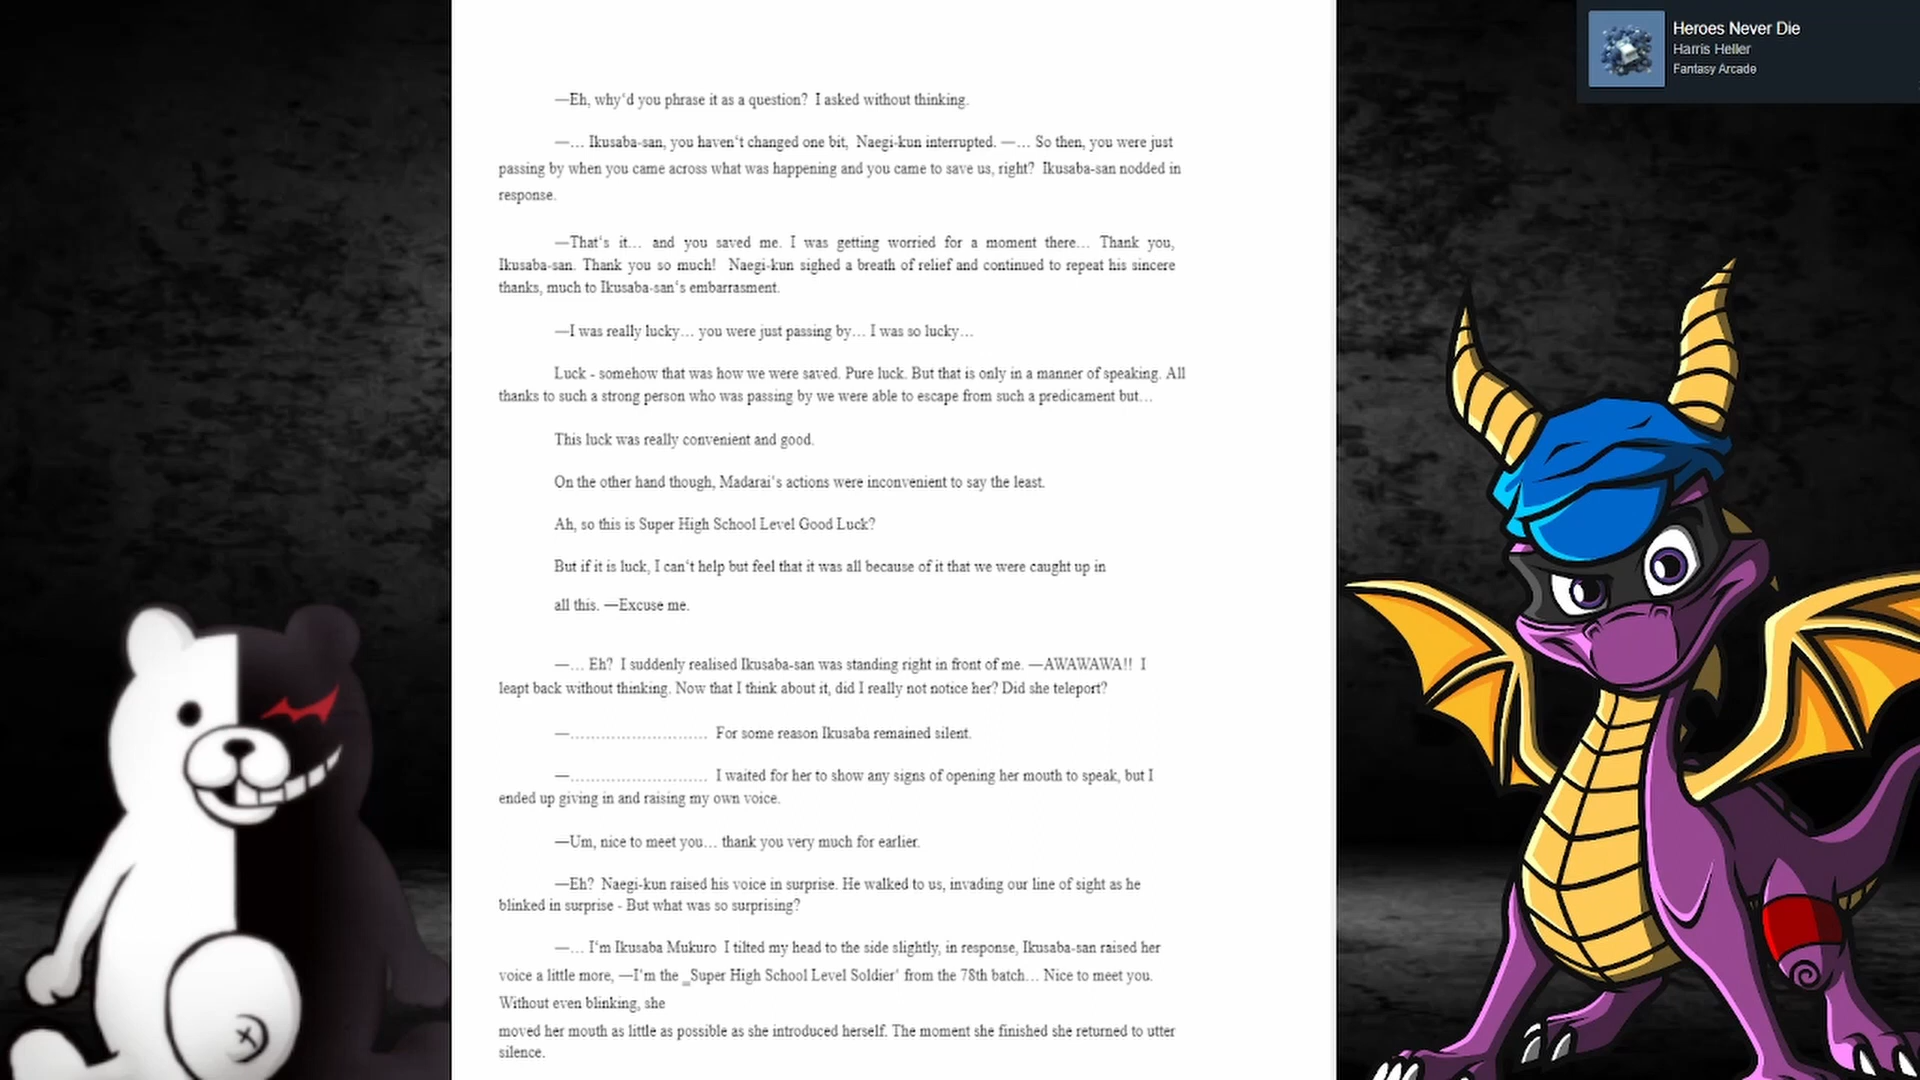 Heroes Never Die
Harris Heller
Fantasy Arcade
—Eh, why‘d you phrase it as a question?  I asked without thinking.
—… Ikusaba-san, you haven‘t changed one bit,  Naegi-kun interrupted. —… So then, you were just
passing by when you came across what was happening and you came to save us, right?  Ikusaba-san nodded in
response.
—That‘s it… and you saved me. I was getting worried for a moment there… Thank you,
Ikusaba-san. Thank you so much!  Naegi-kun sighed a breath of relief and continued to repeat his sincere
thanks, much to Ikusaba-san‘s embarrasment.
—I was really lucky… you were just passing by… I was so lucky…
Luck - somehow that was how we were saved. Pure luck. But that is only in a manner of speaking. All
thanks to such a strong person who was passing by we were able to escape from such a predicament but…
This luck was really convenient and good.
On the other hand though, Madarai‘s actions were inconvenient to say the least.
Ah, so this is Super High School Level Good Luck?
But if it is luck, I can‘t help but feel that it was all because of it that we were caught up in
all this. —Excuse me.
—… Eh?  I suddenly realised Ikusaba-san was standing right in front of me. —AWAWAWA!!  I
leapt back without thinking. Now that I think about it, did I really not notice her? Did she teleport?
—………………………  For some reason Ikusaba remained silent.
—………………………  I waited for her to show any signs of opening her mouth to speak, but I
ended up giving in and raising my own voice.
—Um, nice to meet you… thank you very much for earlier.
—Eh?  Naegi-kun raised his voice in surprise. He walked to us, invading our line of sight as he
blinked in surprise - But what was so surprising?
—… I‘m Ikusaba Mukuro  I tilted my head to the side slightly, in response, Ikusaba-san raised her
voice a little more, —I‘m the ‗Super High School Level Soldier‘ from the 78th batch… Nice to meet you.
Without even blinking, she
moved her mouth as little as possible as she introduced herself. The moment she finished she returned to utter
silence.